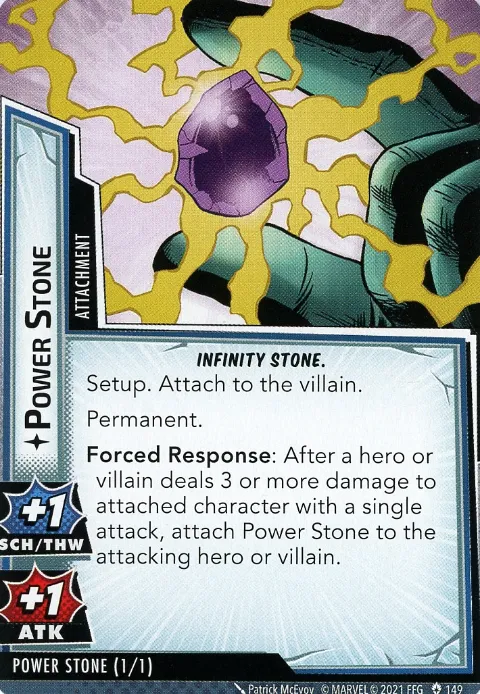 POWER STONE
ATTACHMENT
INFINITY STONE.
Setup. Attach to the villain.
Permanent.
Forced Response: After a hero or
villain deals 3 or more damage to
attached character with a single
attack, attach Power Stone to the
attacking hero or villain.
+1
SCH/THW
+1
ATK
POWER STONE (1/1)
Patrick McEvoy © MARVEL © 2021 FFG 149